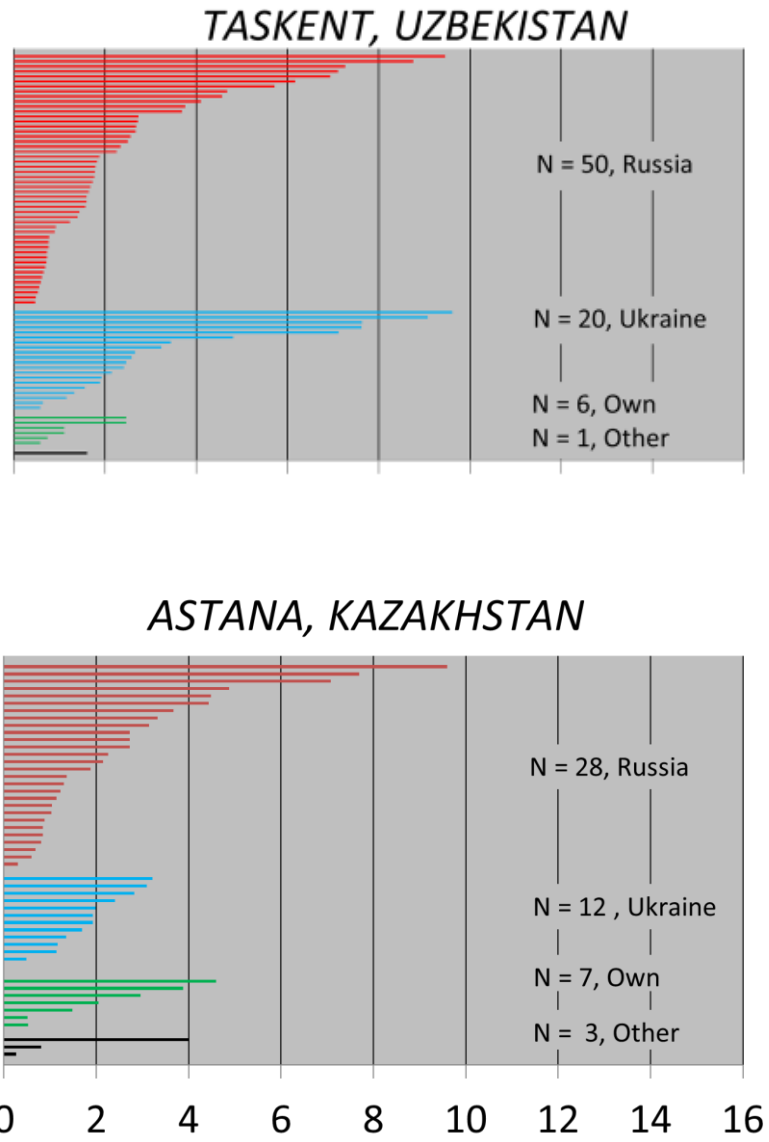 TASKENT, UZBEKISTAN
N = 50, Russia
N = 20, Ukraine
N = 6, Own
N = 1, Other
ASTANA, KAZAKHSTAN
N = 28, Russia
N = 12 , Ukraine
N = 7, Own
N =  3, Other
0 2 4 6 8 10 12 14 16